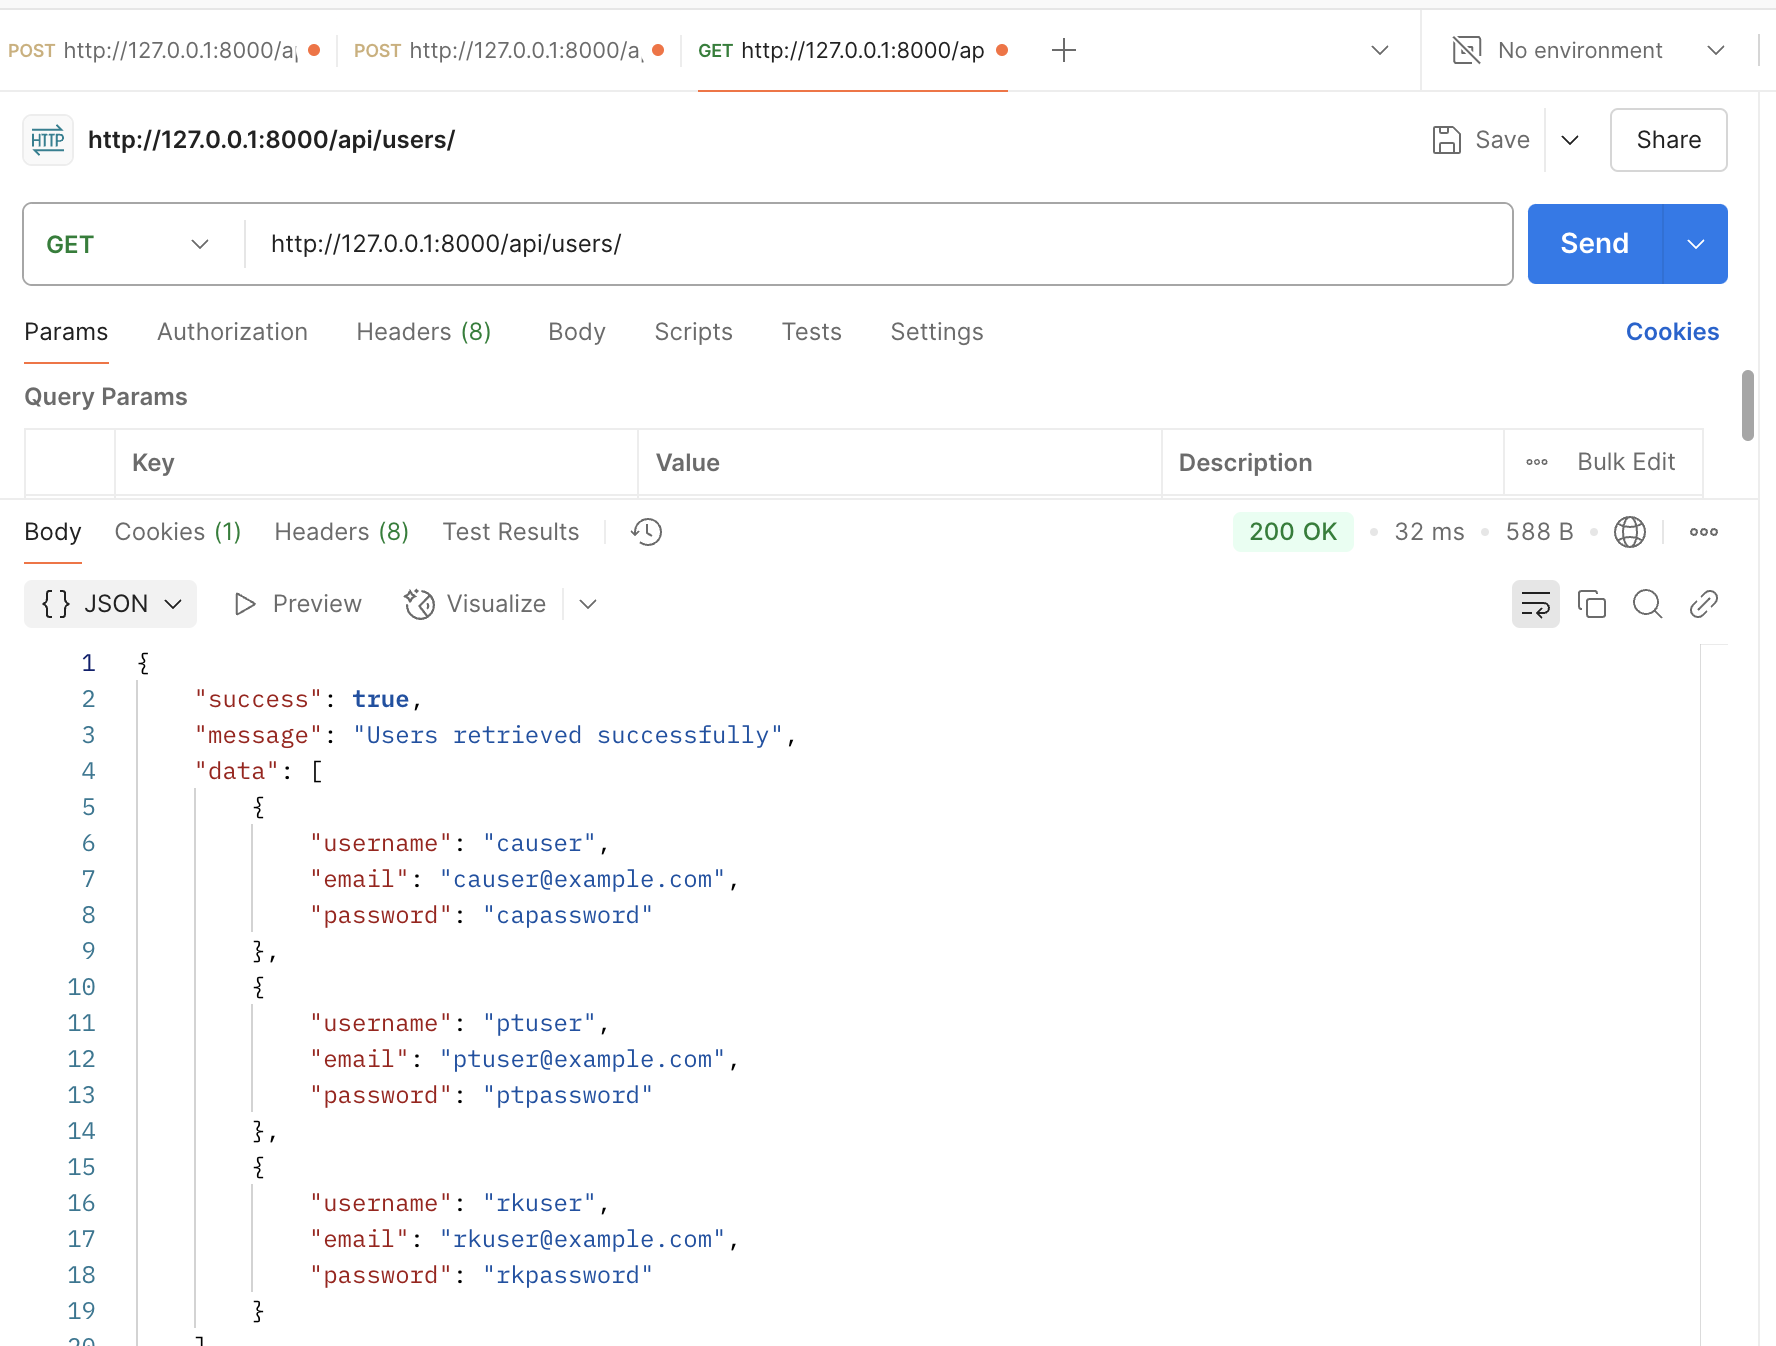 POST http://127.0.0.1:8000/a
POST http://127.0.0.1:8000/a
GET http://127.0.0.1:8000/ap
No environment
HTTP http://127.0.0.1:8000/api/users/
Save
Share
GET http://127.0.0.1:8000/api/users/
Send
Params Authorization Headers (8) Body Scripts Tests Settings Cookies
Query Params
Key Value Description Bulk Edit
Body Cookies (1) Headers (8) Test Results 200 OK • 32 ms • 588 B
{} JSON Preview Visualize
1 {
2 "success": true,
3 "message": "Users retrieved successfully",
4 "data": [
5 {
6 "username": "causer",
7 "email": "causer@example.com",
8 "password": "capassword"
9 },
10 {
11 "username": "ptuser",
12 "email": "ptuser@example.com",
13 "password": "ptpassword"
14 },
15 {
16 "username": "rkuser",
17 "email": "rkuser@example.com",
18 "password": "rkpassword"
19 }
20 ]